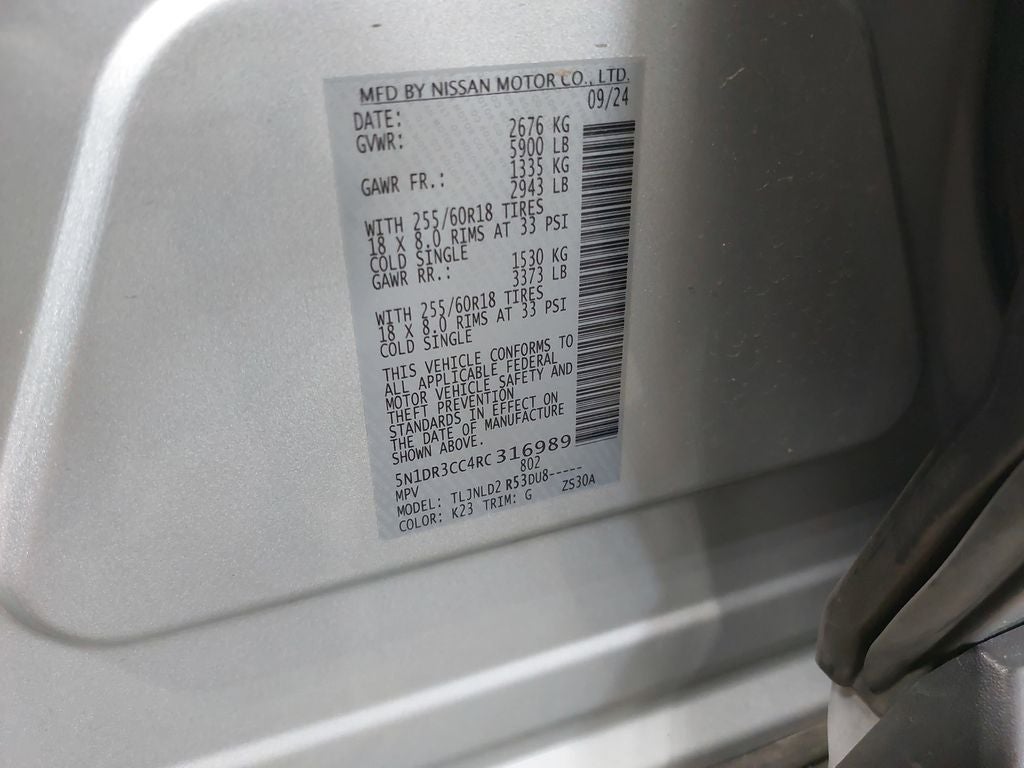 MFD BY NISSAN MOTOR CO., LTD.
DATE: 09/24
GVWR: 2676 KG
5900 LB
GAWR FR.: 1335 KG
2943 LB
WITH 255/60R18 TIRES
18 X 8.0 RIMS AT 33 PSI
COLD SINGLE
GAWR RR.: 1530 KG
3373 LB
WITH 255/60R18 TIRES
18 X 8.0 RIMS AT 33 PSI
COLD SINGLE
THIS VEHICLE CONFORMS TO
ALL APPLICABLE FEDERAL
MOTOR VEHICLE SAFETY AND
THEFT PREVENTION
STANDARDS IN EFFECT ON
THE DATE OF MANUFACTURE
SHOWN ABOVE.
5N1DR3CC4RC316989
MPV 802
MODEL: TLJNLD2 R53DU8-----
COLOR: K23 TRIM: G ZS30A